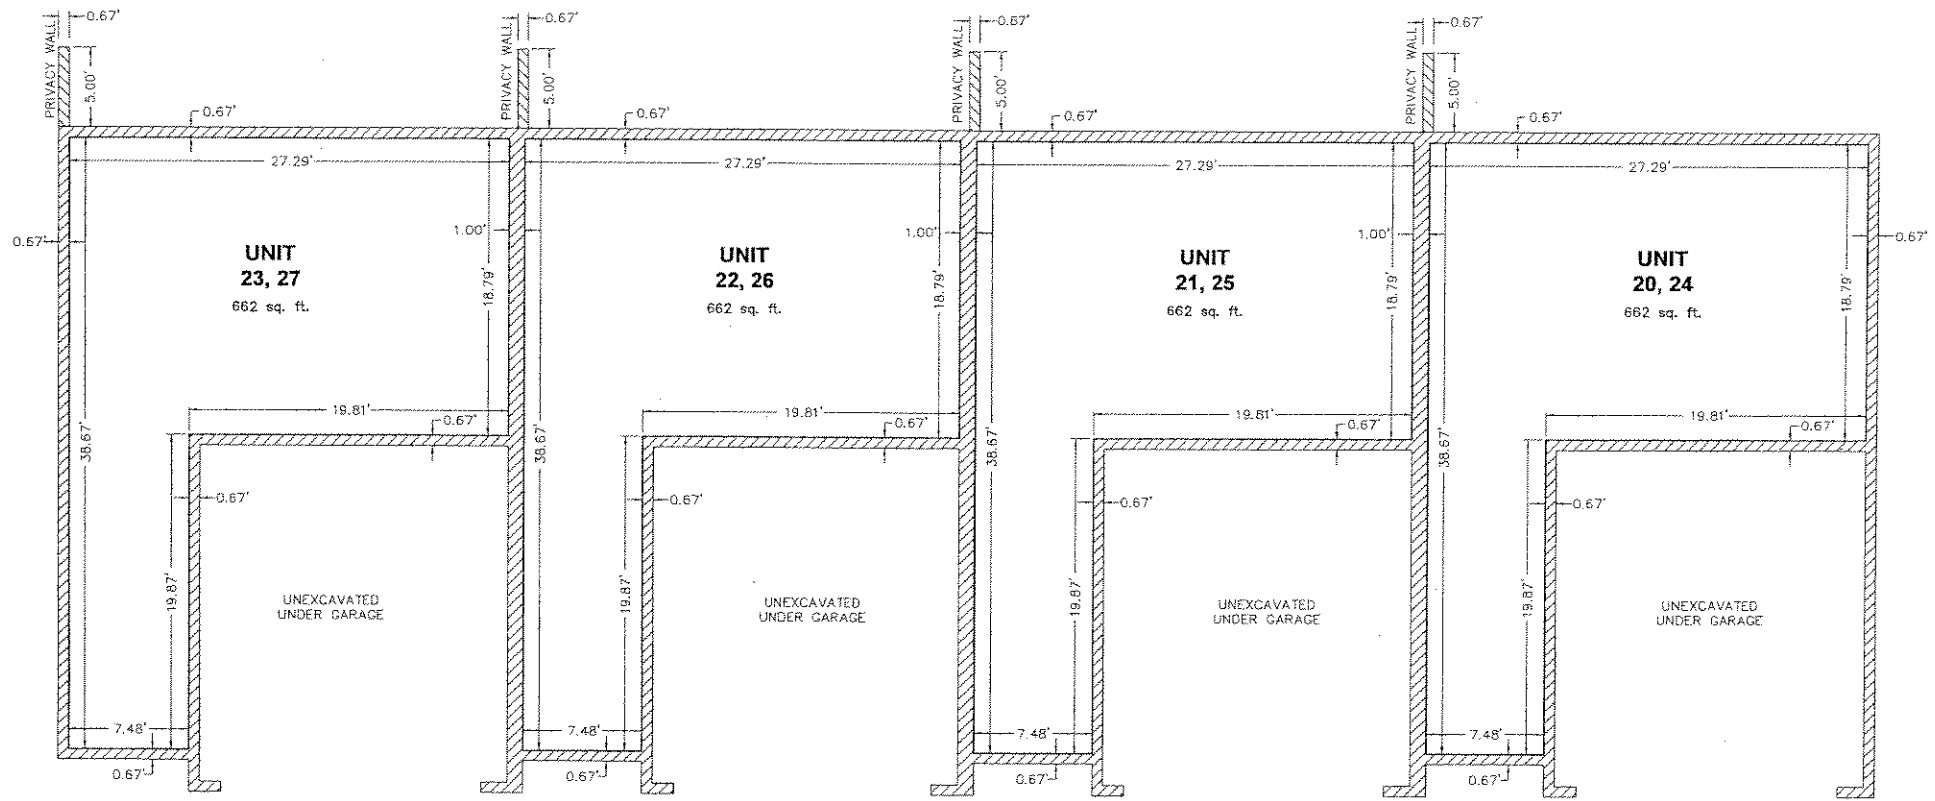 PRIVACY WALL
0.67'
5.00'
PRIVACY WALL
0.67'
5.00'
PRIVACY WALL
0.67'
5.00'
PRIVACY WALL
0.67'
5.00'
0.67'
0.67'
0.67'
0.67'
27.29'
27.29'
27.29'
27.29'
0.67'
1.00'
1.00'
1.00'
0.67'
UNIT
23, 27
662 sq. ft.
18.79'
UNIT
22, 26
662 sq. ft.
18.79'
UNIT
21, 25
662 sq. ft.
18.79'
UNIT
20, 24
662 sq. ft.
18.79'
19.81'
19.81'
19.81'
19.81'
0.67'
0.67'
0.67'
0.67'
38.67'
38.67'
38.67'
38.67'
0.67'
0.67'
0.67'
0.67'
19.87'
19.87'
19.87'
19.87'
UNEXCAVATED
UNDER GARAGE
UNEXCAVATED
UNDER GARAGE
UNEXCAVATED
UNDER GARAGE
UNEXCAVATED
UNDER GARAGE
7.48'
7.48'
7.48'
7.48'
0.67'
0.67'
0.67'
0.67'